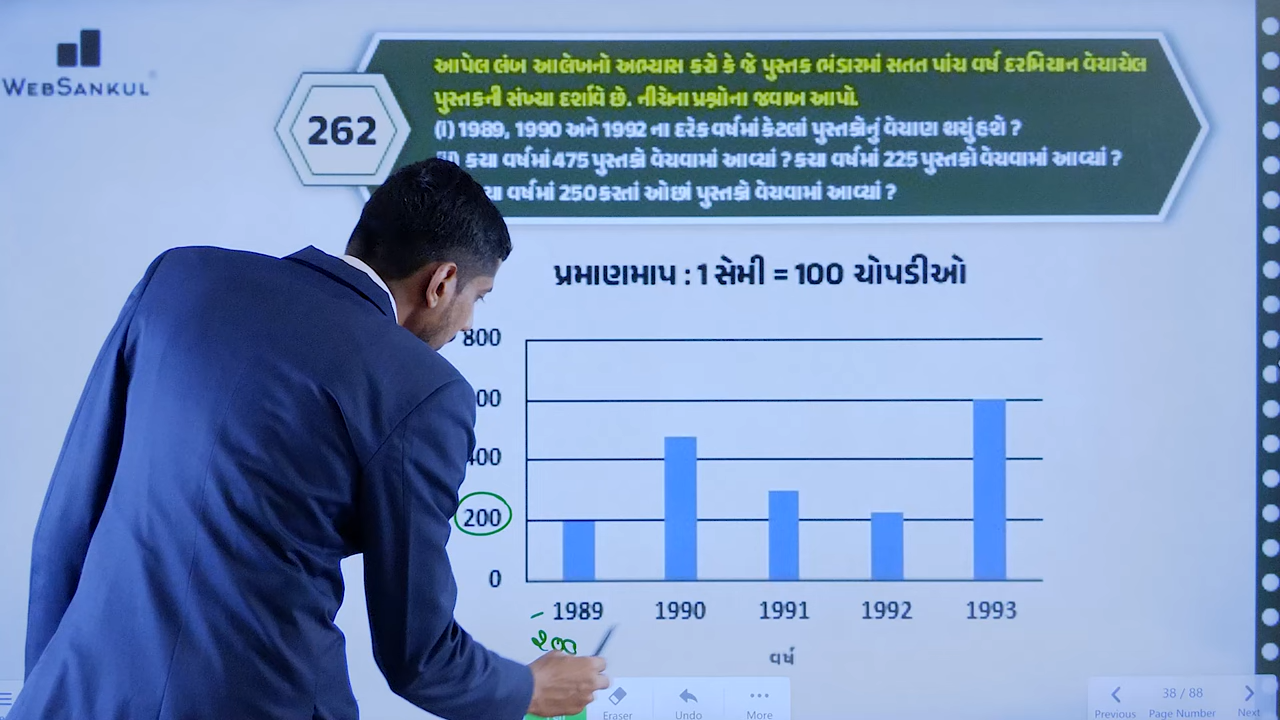 WEBSANKUL
262
આપેલ લંબ આલેખનો અભ્યાસ કરો કે જે પુસ્તક ભંડારમાં સતત પાંચ વર્ષ દરમિયાન વેચાયેલ
પુસ્તકની સંખ્યા દર્શાવે છે. નીચેના પ્રશ્નોના જવાબ આપો.
(i) 1989, 1990 અને 1992 ના દરેક વર્ષમાં કેટલાં પુસ્તકોનું વેચાણ થયું હશે ?
કયા વર્ષમાં 475 પુસ્તકો વેચવામાં આવ્યાં ? કયા વર્ષમાં 225 પુસ્તકો વેચવામાં આવ્યાં ?
વર્ષમાં 250 કરતાં ઓછાં પુસ્તકો વેચવામાં આવ્યાં ?
પ્રમાણમાપ : 1 સેમી = 100 ચોપડીઓ
800
00
400
200
0
1989 1990 1991 1992 1993
૨૦૦
વર્ષ
Eraser Undo More
38 / 88
Previous Page Number Next